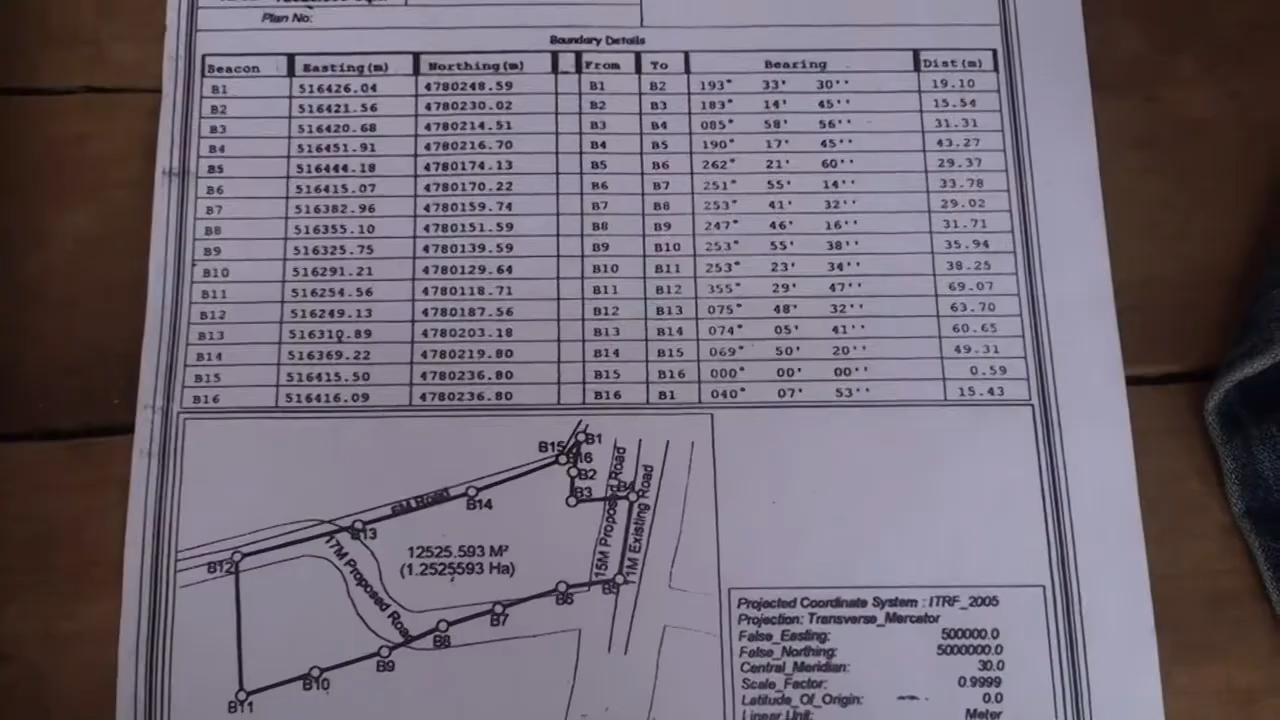 Plan No:
Boundary Details
Beacon Easting(m) Northing(m) From To Bearing Dist(m)
B1 516426.04 4780248.59 B1 B2 193° 33' 30'' 19.10
B2 516421.56 4780230.02 B2 B3 183° 14' 45'' 15.54
B3 516420.68 4780214.51 B3 B4 085° 58' 56'' 31.31
B4 516451.91 4780216.70 B4 B5 190° 17' 45'' 43.27
B5 516444.18 4780174.13 B5 B6 262° 21' 60'' 29.37
B6 516415.07 4780170.22 B6 B7 251° 55' 14'' 33.78
B7 516382.96 4780159.74 B7 B8 253° 41' 32'' 29.02
B8 516355.10 4780151.59 B8 B9 247° 46' 16'' 31.71
B9 516325.75 4780139.59 B9 B10 253° 55' 38'' 35.94
B10 516291.21 4780129.64 B10 B11 253° 23' 34'' 38.25
B11 516254.56 4780118.71 B11 B12 355° 29' 47'' 69.07
B12 516249.13 4780187.56 B12 B13 075° 48' 32'' 63.70
B13 516310.89 4780203.18 B13 B14 074° 05' 41'' 60.65
B14 516369.22 4780219.80 B14 B15 069° 50' 20'' 49.31
B15 516415.50 4780236.80 B15 B16 000° 00' 00'' 0.59
B16 516416.09 4780236.80 B16 B1 040° 07' 53'' 15.43
B1
B15
B16
B2
B3
B4
6M Road
B14
B13
15M Proposed Road
11M Existing Road
12525.593 M²
(1.2525593 Ha)
B12
17M Proposed Road
B5
B6
B7
B8
B9
B10
B11
Projected Coordinate System : ITRF_2005
Projection: Transverse_Mercator
False_Easting: 500000.0
False_Northing: 5000000.0
Central_Meridian: 30.0
Scale_Factor: 0.9999
Latitude_Of_Origin: 0.0
Linear Unit: Meter